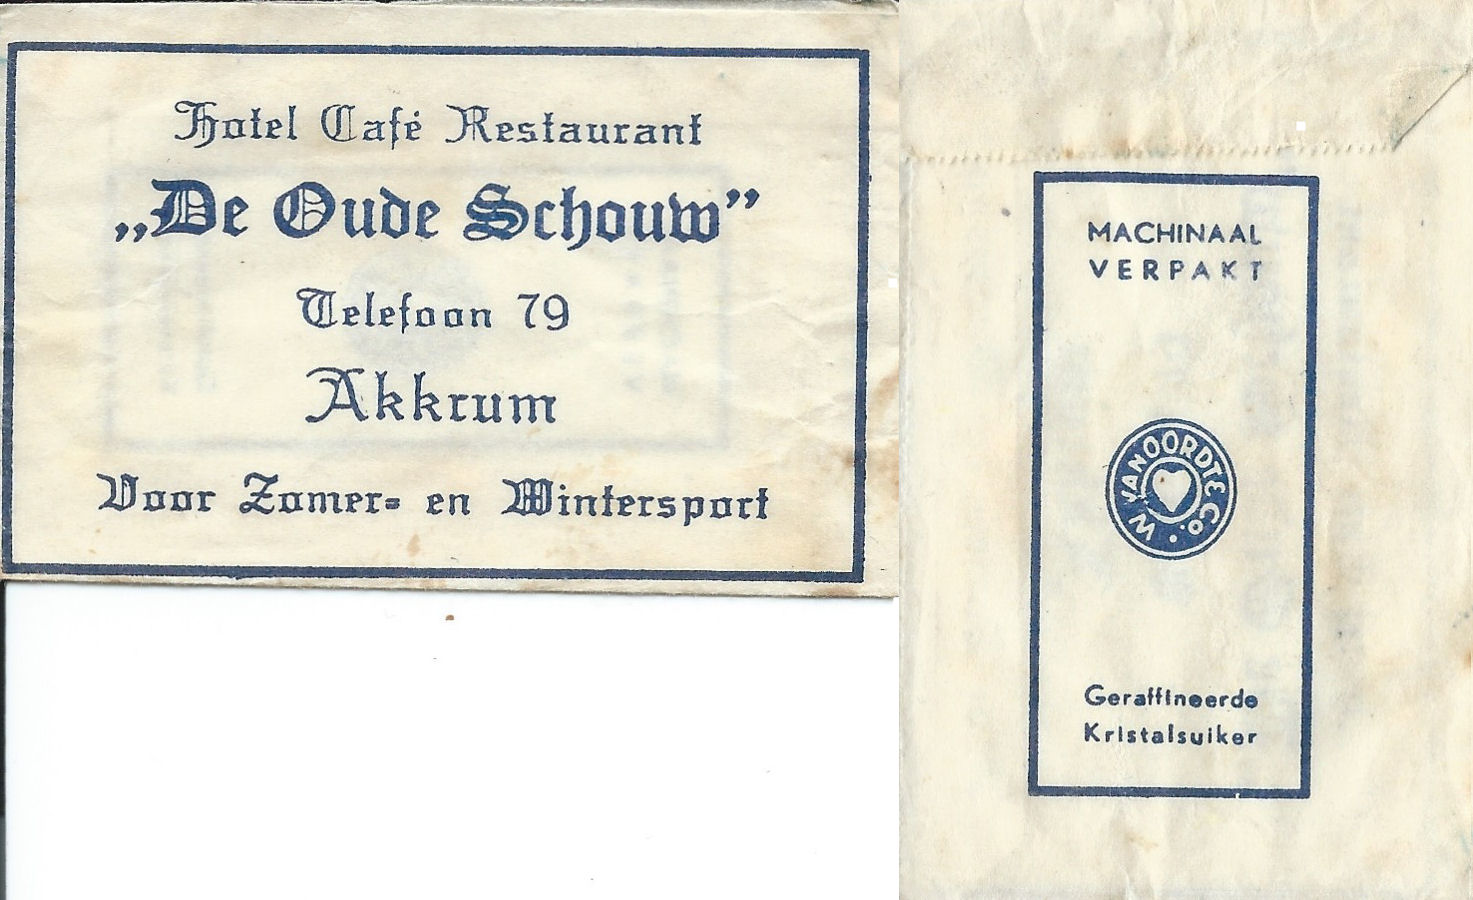 Hotel Café Restaurant
„De Oude Schouw”
Telefoon 79
Akkrum
Voor Zomer= en Wintersport
MACHINAAL
VERPAKT
W. VAN OORDT & Co.
Geraffineerde
Kristalsuiker